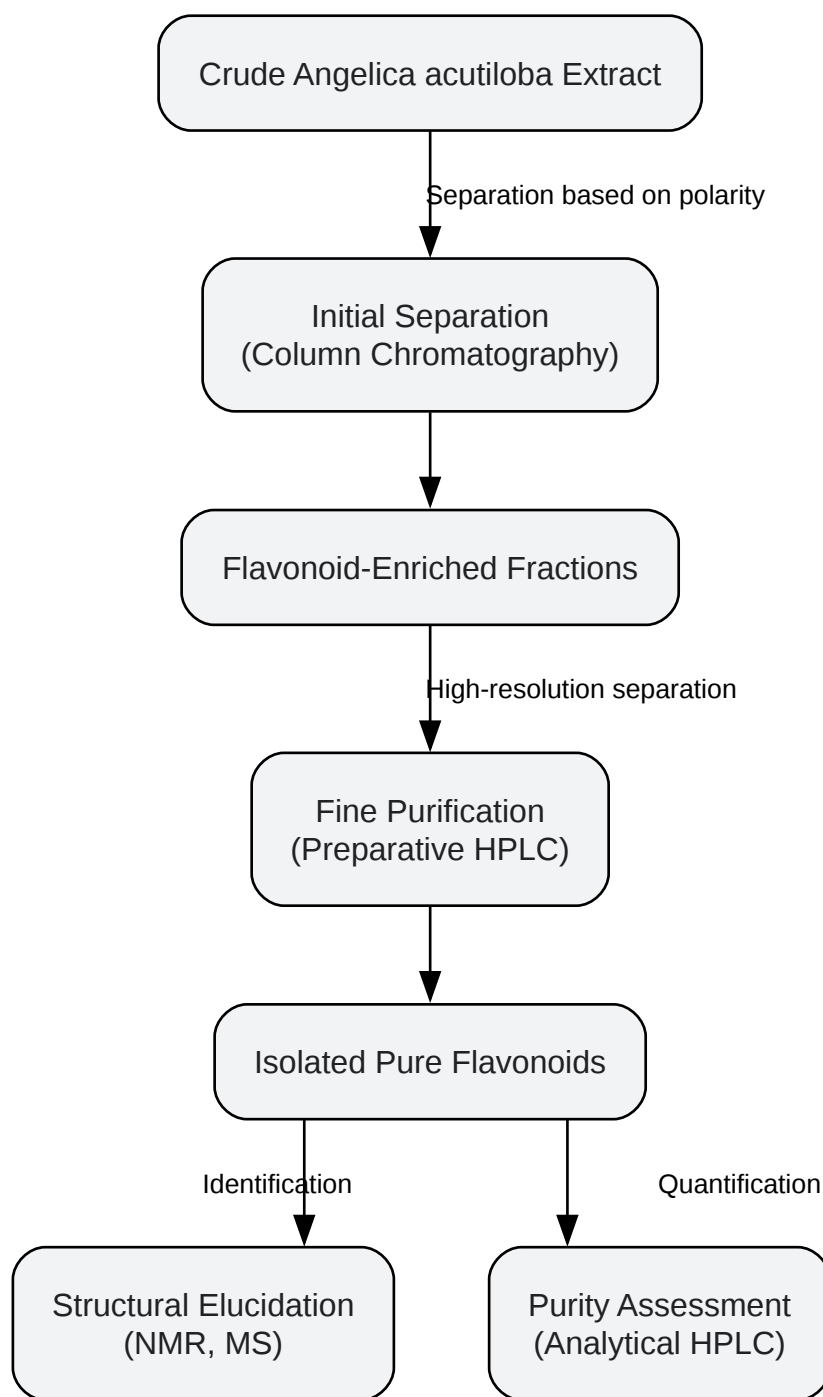 Crude Angelica acutiloba Extract
Separation based on polarity
Initial Separation
(Column Chromatography)
Flavonoid-Enriched Fractions
High-resolution separation
Fine Purification
(Preparative HPLC)
Isolated Pure Flavonoids
Identification
Quantification
Structural Elucidation
(NMR, MS)
Purity Assessment
(Analytical HPLC)